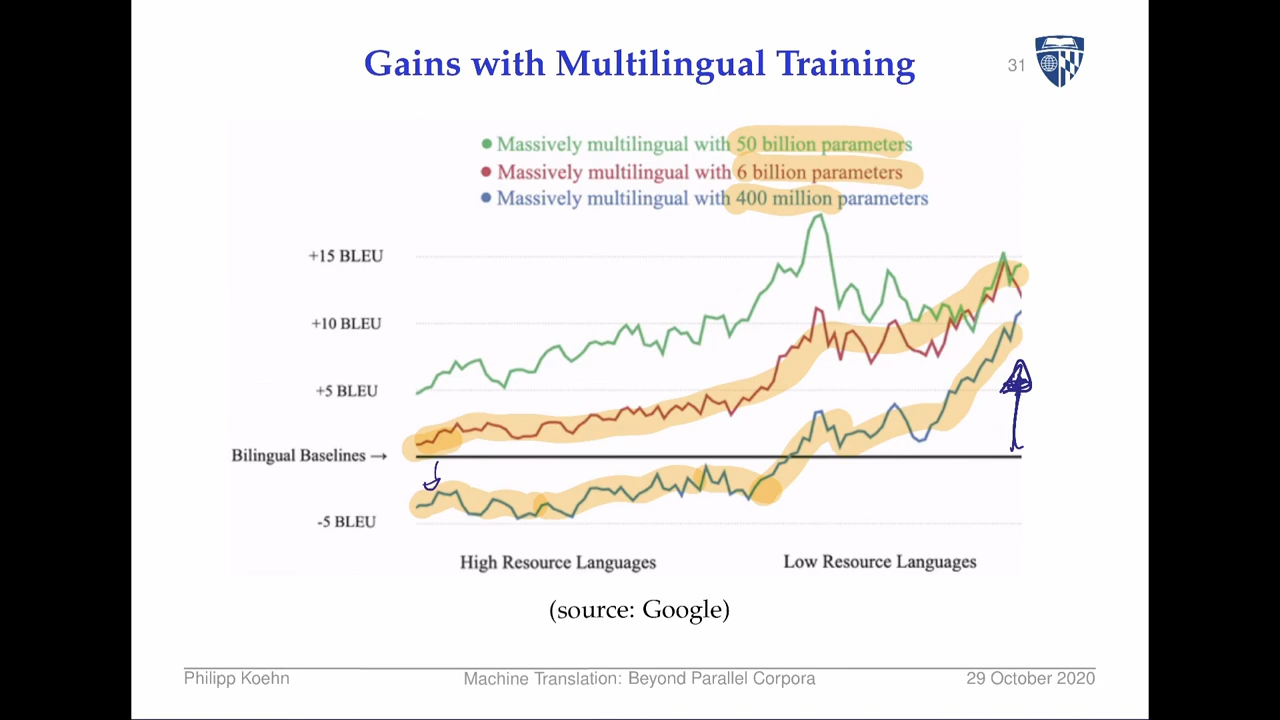 Gains with Multilingual Training
31
Massively multilingual with 50 billion parameters
Massively multilingual with 6 billion parameters
Massively multilingual with 400 million parameters
+15 BLEU
+10 BLEU
+5 BLEU
Bilingual Baselines →
-5 BLEU
High Resource Languages
Low Resource Languages
(source: Google)
Philipp Koehn
Machine Translation: Beyond Parallel Corpora
29 October 2020